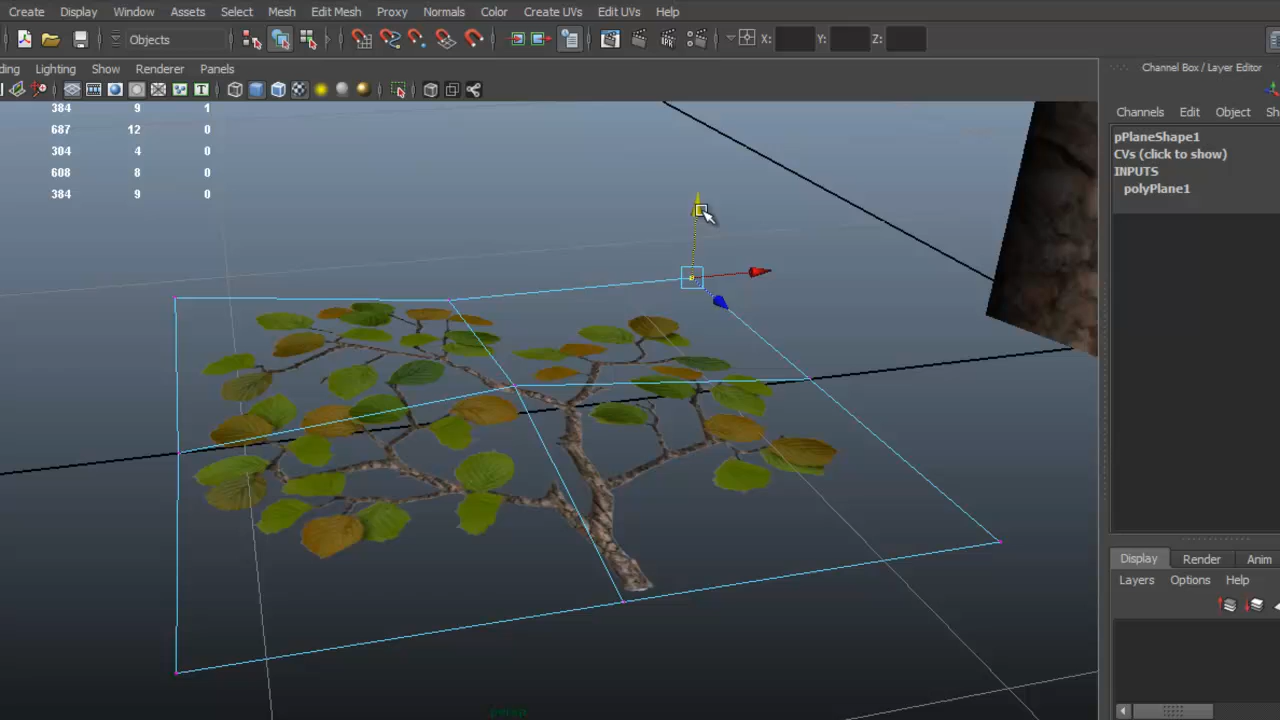 Create Display Window Assets Select Mesh Edit Mesh Proxy Normals Color Create UVs Edit UVs Help
Objects X: Y: Z:
ding Lighting Show Renderer Panels
Channel Box / Layer Editor
384 9 1
687 12 0
304 4 0
608 8 0
384 9 0
Channels Edit Object Sh
pPlaneShape1
CVs (click to show)
INPUTS
polyPlane1
Display Render Anim
Layers Options Help
persp